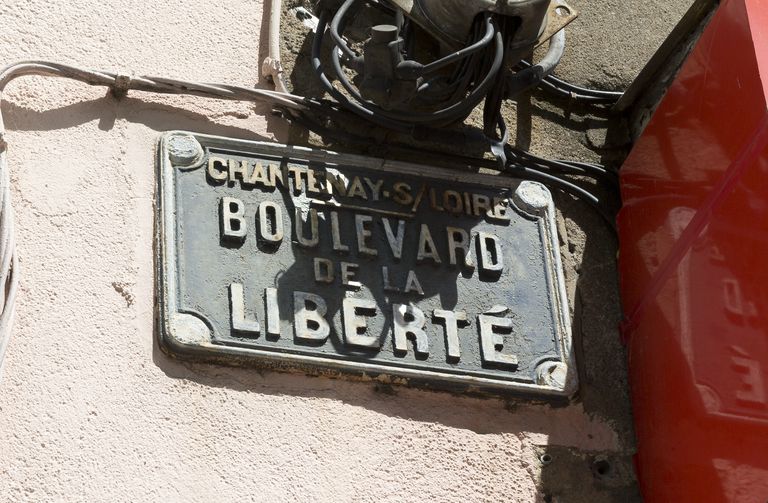 CHANTENAY-S/LOIRE
BOULEVARD
DE LA
LIBERTÉ